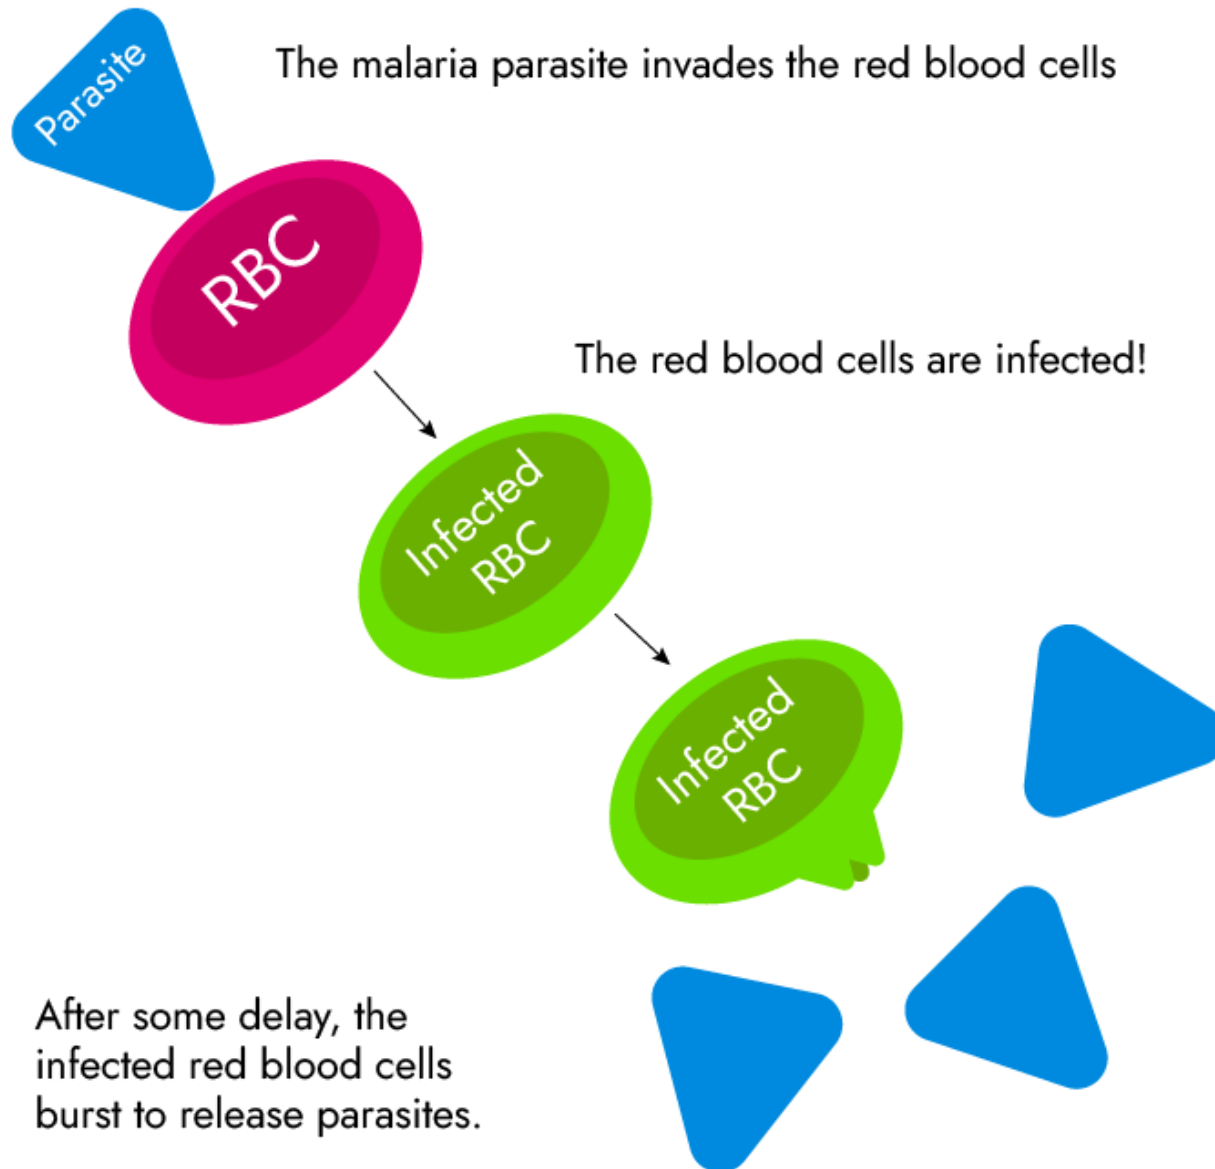 Parasite
The malaria parasite invades the red blood cells
RBC
The red blood cells are infected!
Infected
RBC
Infected
RBC
After some delay, the
infected red blood cells
burst to release parasites.